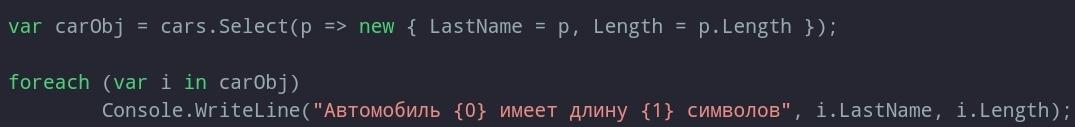 var carObj = cars.Select(p => new { LastName = p, Length = p.Length });
foreach (var i in carObj)
Console.WriteLine("Автомобиль {0} имеет длину {1} символов", i.LastName, i.Length);